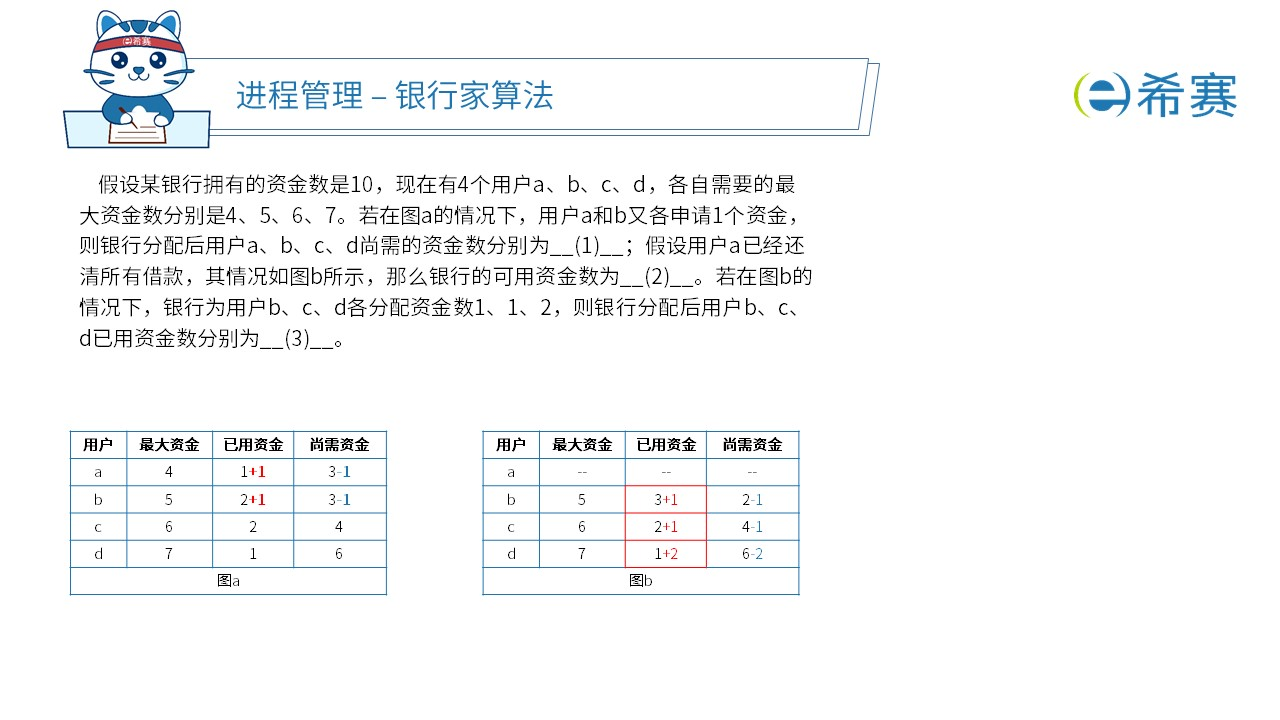 希赛
进程管理 – 银行家算法
希赛
假设某银行拥有的资金数是10，现在有4个用户a、b、c、d，各自需要的最
大资金数分别是4、5、6、7。若在图a的情况下，用户a和b又各申请1个资金，
则银行分配后用户a、b、c、d尚需的资金数分别为__(1)__；假设用户a已经还
清所有借款，其情况如图b所示，那么银行的可用资金数为__(2)__。若在图b的
情况下，银行为用户b、c、d各分配资金数1、1、2，则银行分配后用户b、c、
d已用资金数分别为__(3)__。
用户 最大资金 已用资金 尚需资金
a 4 1+1 3-1
b 5 2+1 3-1
c 6 2 4
d 7 1 6
图a
用户 最大资金 已用资金 尚需资金
a -- -- --
b 5 3+1 2-1
c 6 2+1 4-1
d 7 1+2 6-2
图b